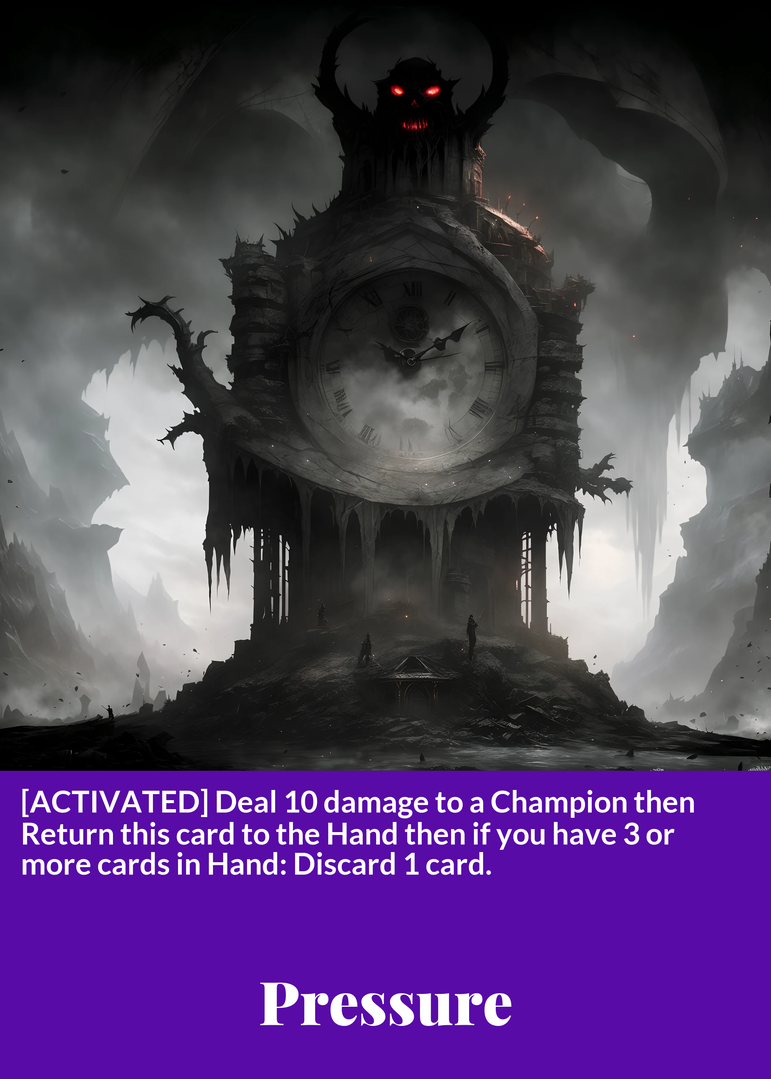 [ACTIVATED] Deal 10 damage to a Champion then
Return this card to the Hand then if you have 3 or
more cards in Hand: Discard 1 card.
Pressure